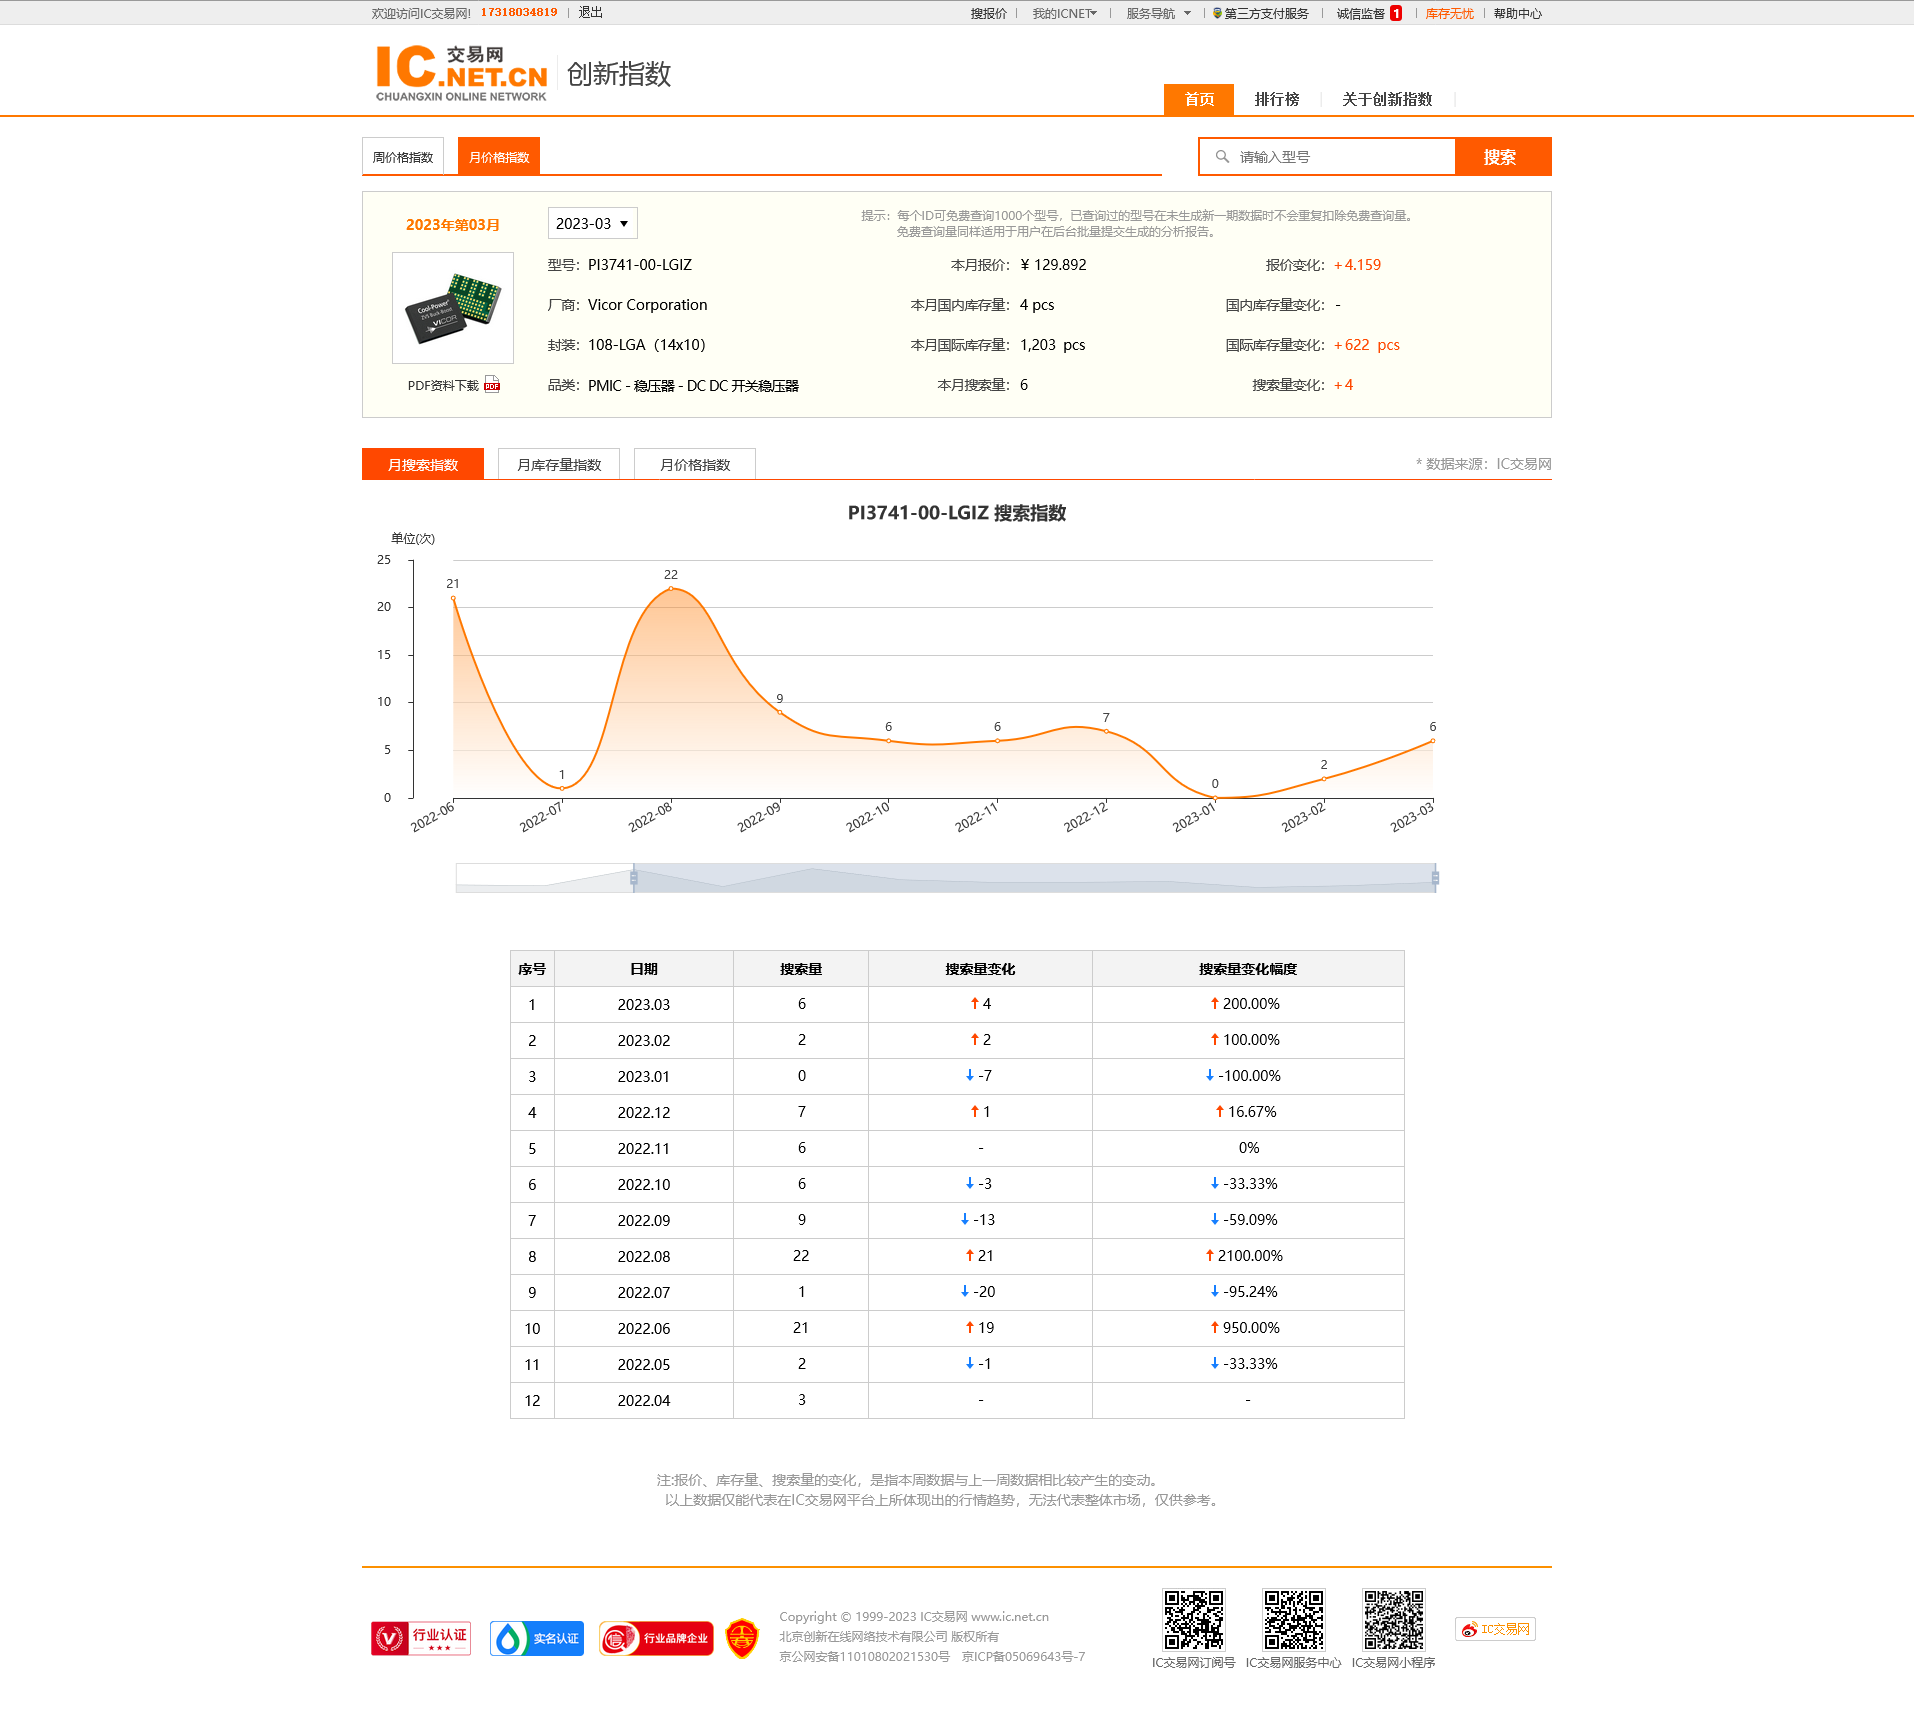 欢迎访问IC交易网! 17318034819 退出 搜报价 我的ICNET 服务导航 第三方支付服务 诚信监督 1 库存无忧 帮助中心
IC 交易网 .NET.CN
CHUANGXIN ONLINE NETWORK
创新指数
首页 排行榜 关于创新指数
周价格指数 月价格指数 请输入型号 搜索
2023年第03月 2023-03
提示：每个ID可免费查询1000个型号，已查询过的型号在未生成新一期数据时不会重复扣除免费查询量。
免费查询量同样适用于用户在后台批量提交生成的分析报告。
型号：PI3741-00-LGIZ 本月报价：¥ 129.892 报价变化：+4.159
厂商：Vicor Corporation 本月国内库存量：4 pcs 国内库存量变化：-
封装：108-LGA（14x10） 本月国际库存量：1,203 pcs 国际库存量变化：+622 pcs
品类：PMIC - 稳压器 - DC DC 开关稳压器 本月搜索量：6 搜索量变化：+4
Cool-Power
ZVS Buck-Boost
VICOR
PDF资料下载 PDF
月搜索指数 月库存量指数 月价格指数 * 数据来源：IC交易网
PI3741-00-LGIZ 搜索指数
单位(次)
25
20
15
10
5
0
21 1 22 9 6 6 7 0 2 6
2022-06 2022-07 2022-08 2022-09 2022-10 2022-11 2022-12 2023-01 2023-02 2023-03
序号 日期 搜索量 搜索量变化 搜索量变化幅度
1 2023.03 6 ↑ 4 ↑ 200.00%
2 2023.02 2 ↑ 2 ↑ 100.00%
3 2023.01 0 ↓ -7 ↓ -100.00%
4 2022.12 7 ↑ 1 ↑ 16.67%
5 2022.11 6 - 0%
6 2022.10 6 ↓ -3 ↓ -33.33%
7 2022.09 9 ↓ -13 ↓ -59.09%
8 2022.08 22 ↑ 21 ↑ 2100.00%
9 2022.07 1 ↓ -20 ↓ -95.24%
10 2022.06 21 ↑ 19 ↑ 950.00%
11 2022.05 2 ↓ -1 ↓ -33.33%
12 2022.04 3 - -
注:报价、库存量、搜索量的变化，是指本周数据与上一周数据相比较产生的变动。
以上数据仅能代表在IC交易网平台上所体现出的行情趋势，无法代表整体市场，仅供参考。
行业认证 实名认证 信 行业品牌企业
Copyright © 1999-2023 IC交易网 www.ic.net.cn
北京创新在线网络技术有限公司 版权所有
京公网安备11010802021530号 京ICP备05069643号-7
IC交易网订阅号 IC交易网服务中心 IC交易网小程序
IC交易网